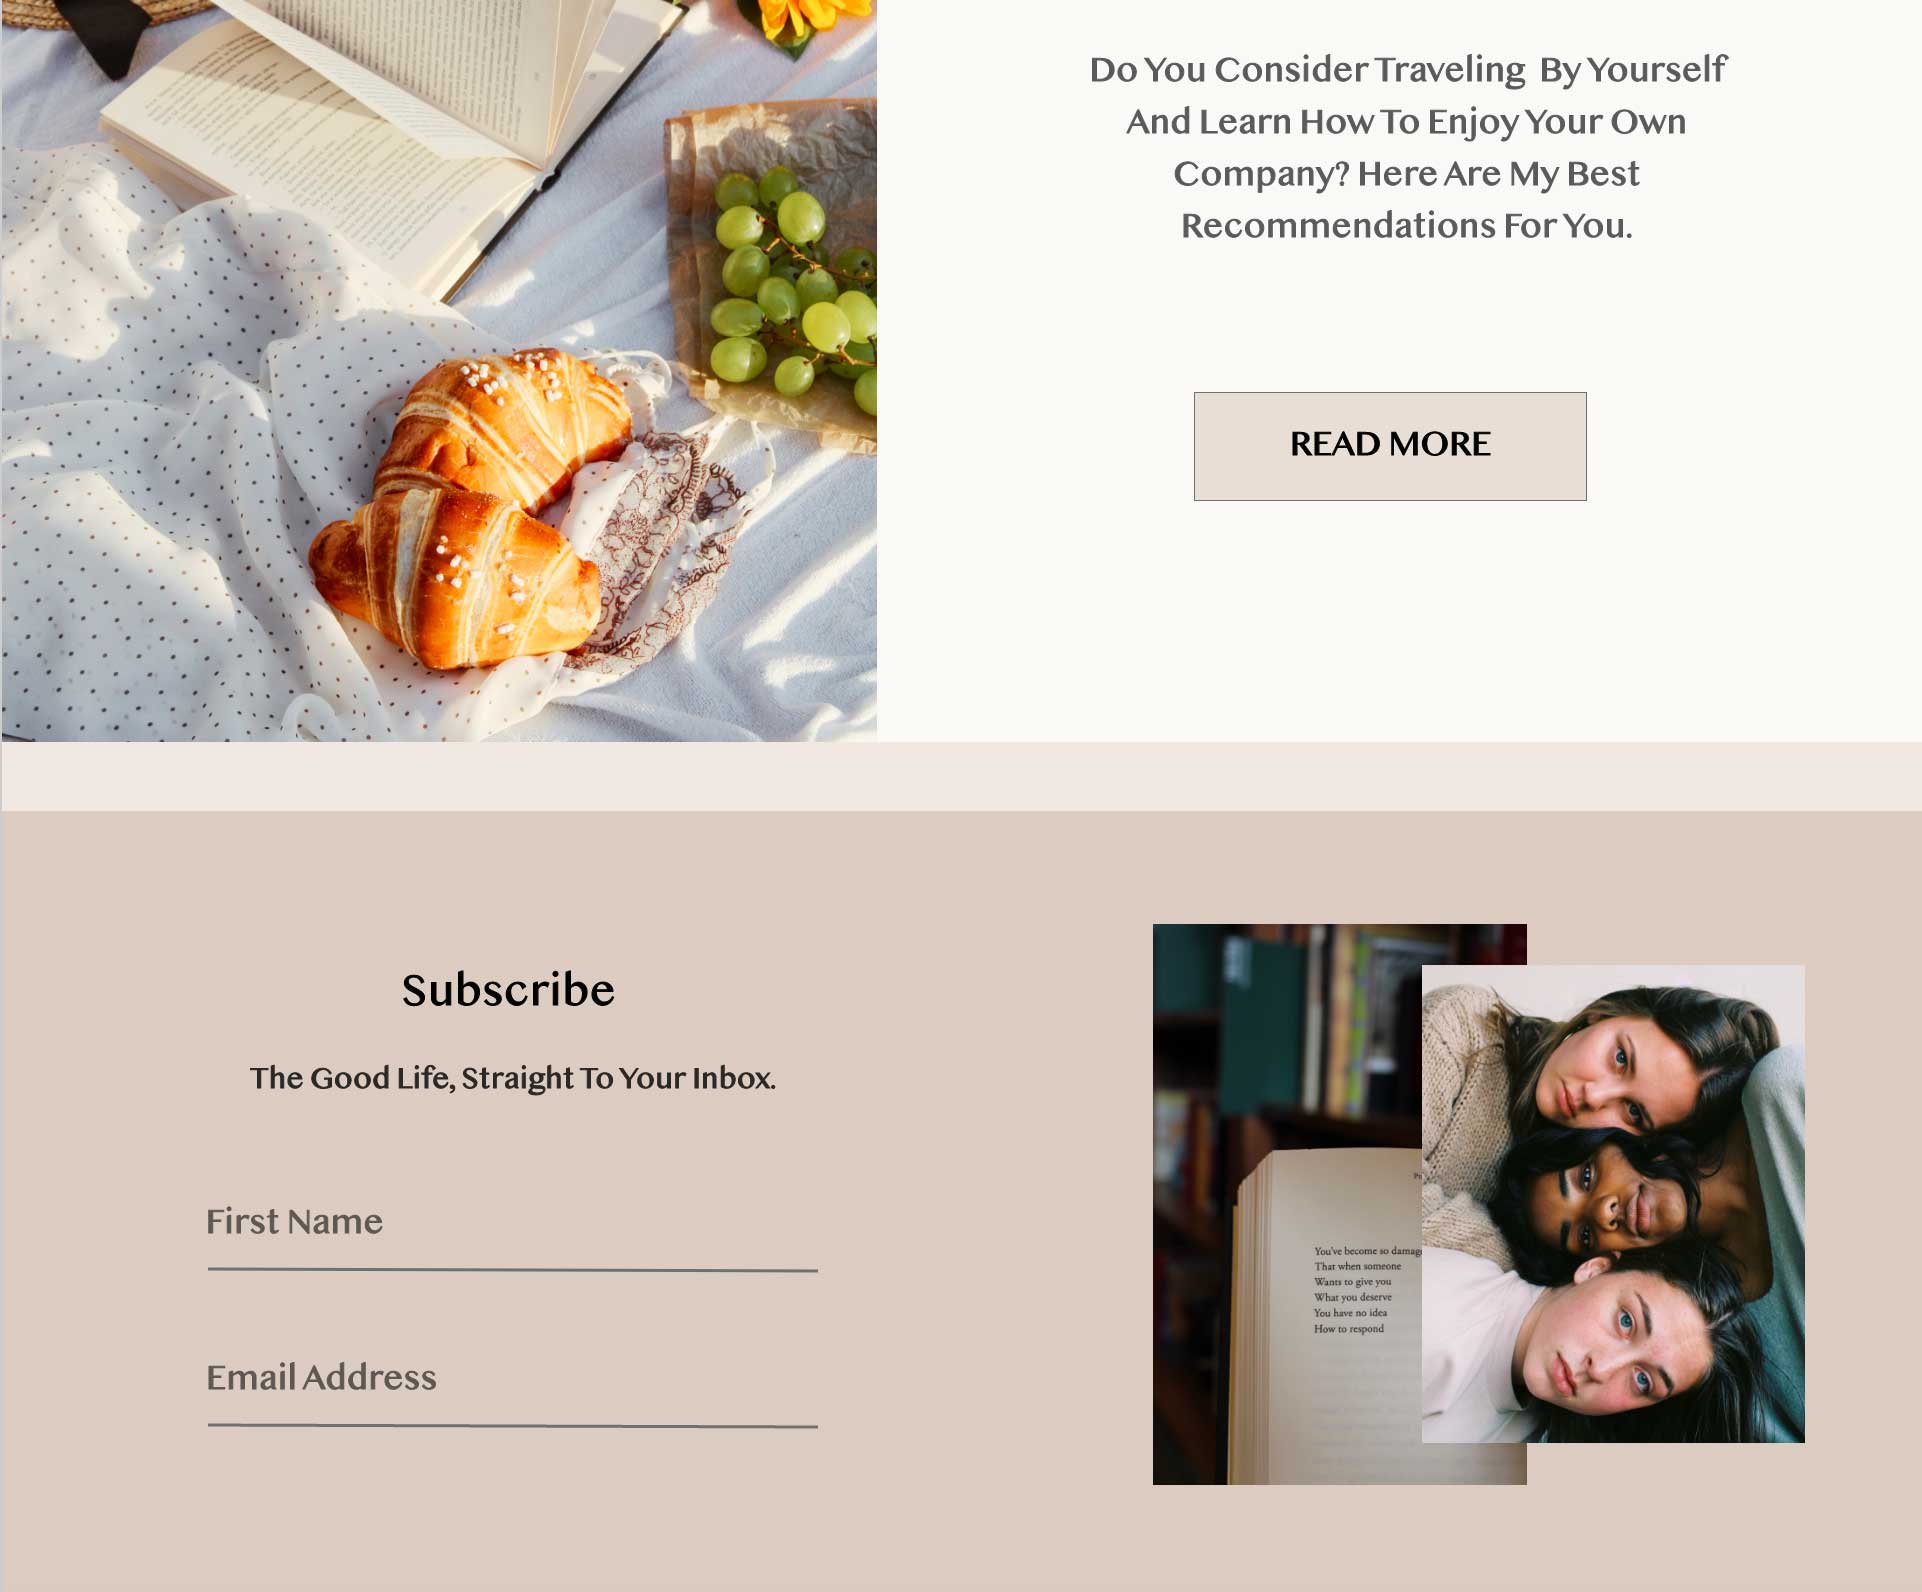 Do You Consider Traveling By Yourself
And Learn How To Enjoy Your Own
Company? Here Are My Best
Recommendations For You.
READ MORE
Subscribe
The Good Life, Straight To Your Inbox.
First Name
Email Address
You've become so
That when someone
Wants to give you
What you deserve
You have no idea
How to respond